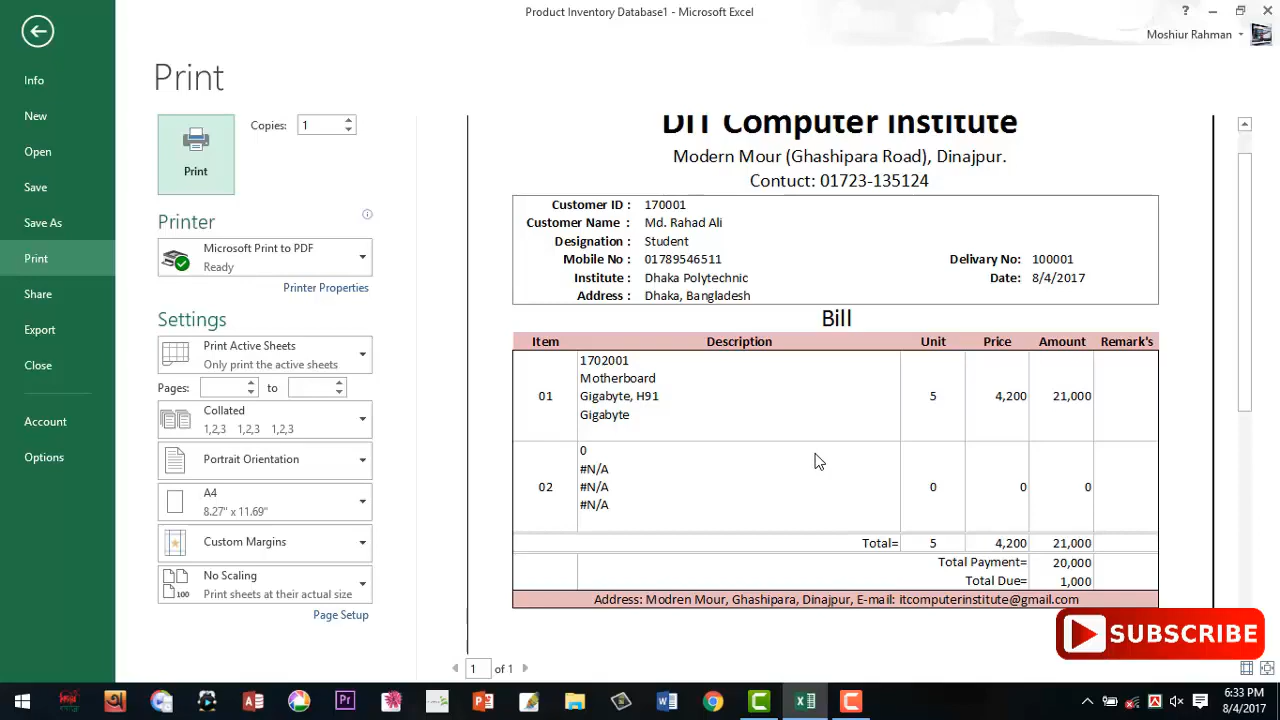 Product Inventory Database1 - Microsoft Excel
?
Moshiur Rahman
Info
New
Open
Save
Save As
Print
Share
Export
Close
Account
Options
Print
Print
Copies: 1
Printer
Microsoft Print to PDF
Ready
Printer Properties
Settings
Print Active Sheets
Only print the active sheets
Pages: to
Collated
1,2,3 1,2,3 1,2,3
Portrait Orientation
A4
8.27" x 11.69"
Custom Margins
No Scaling
100
Print sheets at their actual size
Page Setup
DIT Computer Institute
Modern Mour (Ghashipara Road), Dinajpur.
Contuct: 01723-135124
Customer ID : 170001
Customer Name : Md. Rahad Ali
Designation : Student
Mobile No : 01789546511 Delivary No: 100001
Institute : Dhaka Polytechnic Date: 8/4/2017
Address : Dhaka, Bangladesh
Bill
Item Description Unit Price Amount Remark's
1702001
Motherboard
01 Gigabyte, H91 5 4,200 21,000
Gigabyte
0
#N/A
02 #N/A 0 0 0
#N/A
Total= 5 4,200 21,000
Total Payment= 20,000
Total Due= 1,000
Address: Modren Mour, Ghashipara, Dinajpur, E-mail: itcomputerinstitute@gmail.com
SUBSCRIBE
1 of 1
Pr
6:33 PM
8/4/2017